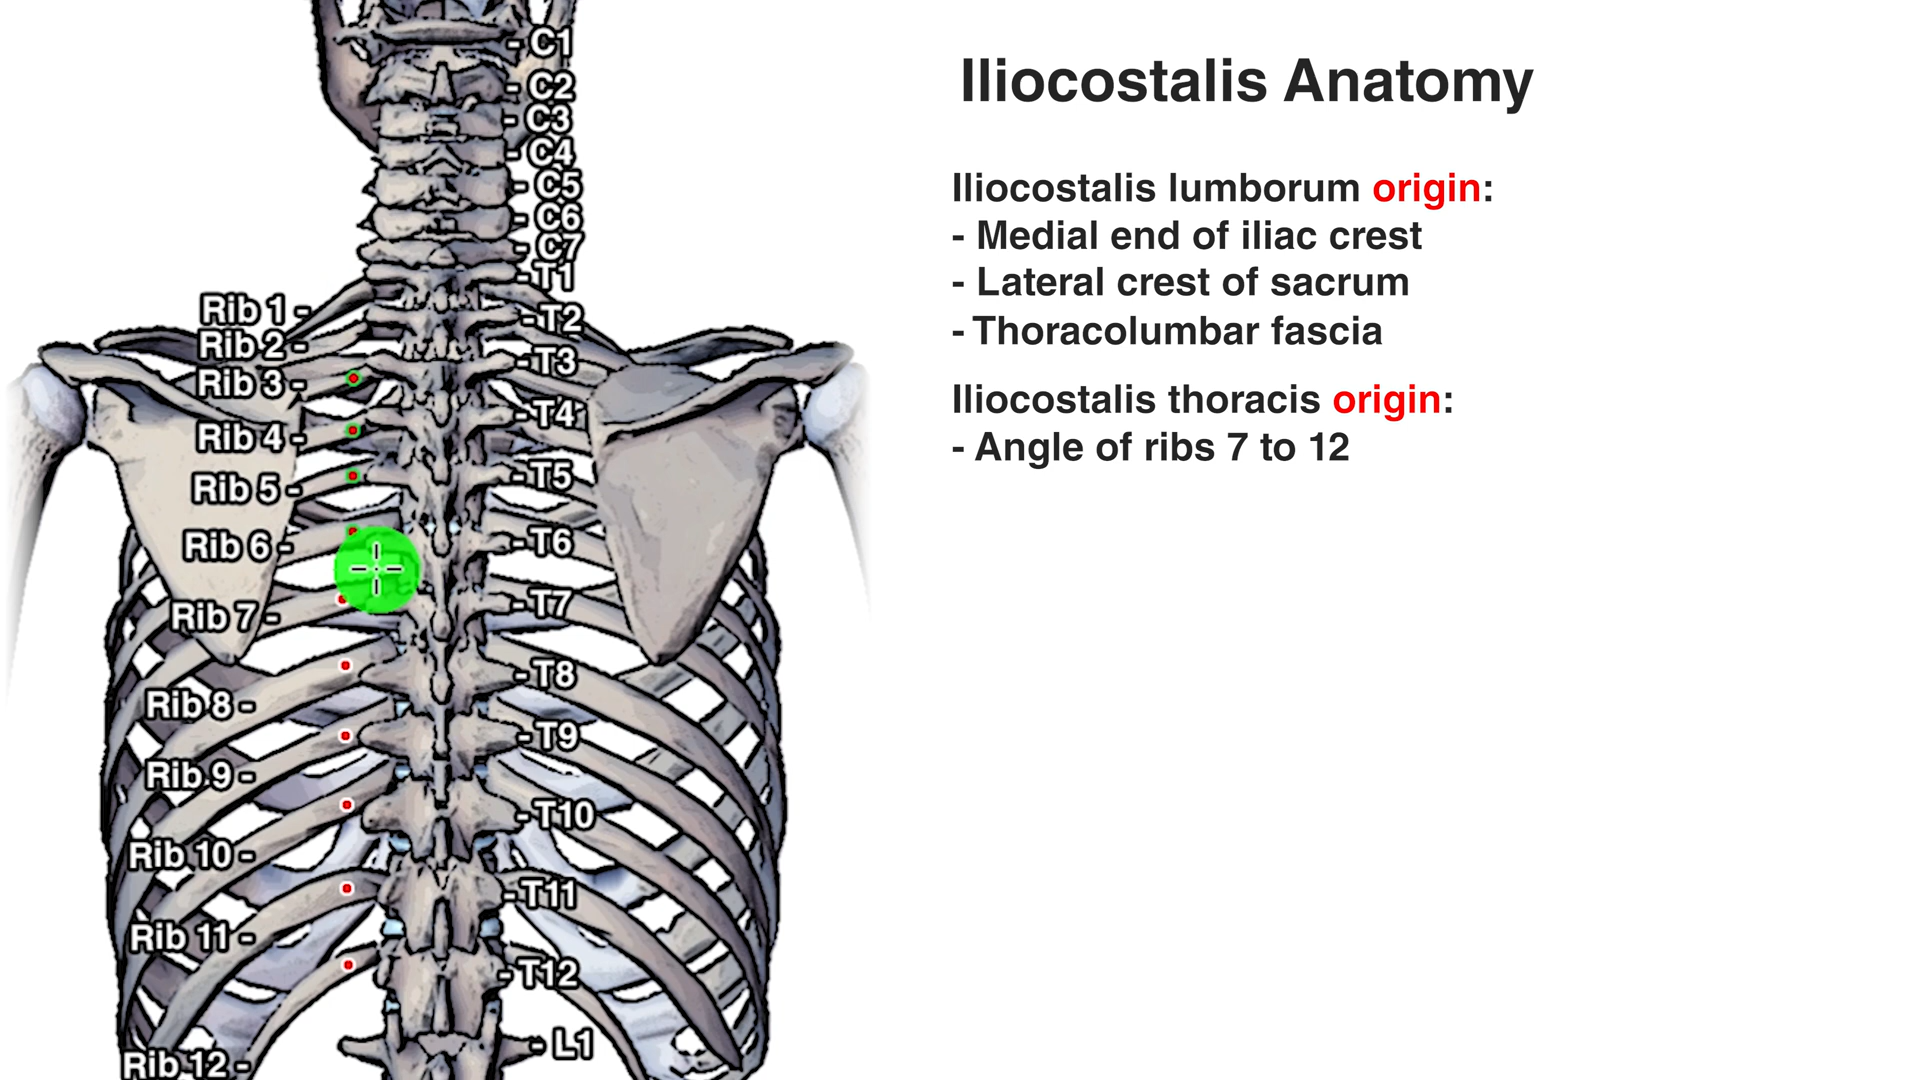 Iliocostalis Anatomy
Iliocostalis lumborum origin:
- Medial end of iliac crest
- Lateral crest of sacrum
- Thoracolumbar fascia
Iliocostalis thoracis origin:
- Angle of ribs 7 to 12
- C1
- C2
- C3
- C4
- C5
- C6
- C7
- T1
- T2
- T3
- T4
- T5
- T6
- T7
- T8
- T9
- T10
- T11
- T12
- L1
Rib 1 -
Rib 2 -
Rib 3 -
Rib 4 -
Rib 5 -
Rib 6 -
Rib 7 -
Rib 8 -
Rib 9 -
Rib 10 -
Rib 11 -
Rib 12 -